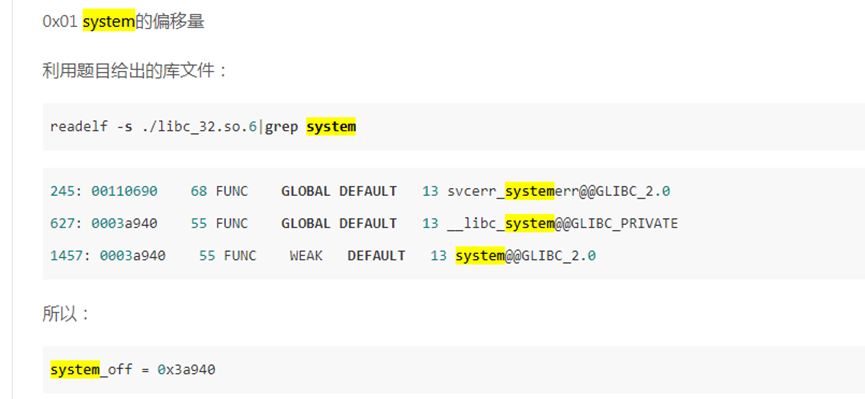 0x01 system的偏移量
利用题目给出的库文件：
readelf -s ./libc_32.so.6|grep system
245: 00110690    68 FUNC    GLOBAL DEFAULT   13 svcerr_systemerr@@GLIBC_2.0
627: 0003a940    55 FUNC    GLOBAL DEFAULT   13 __libc_system@@GLIBC_PRIVATE
1457: 0003a940    55 FUNC    WEAK   DEFAULT   13 system@@GLIBC_2.0
所以：
system_off = 0x3a940